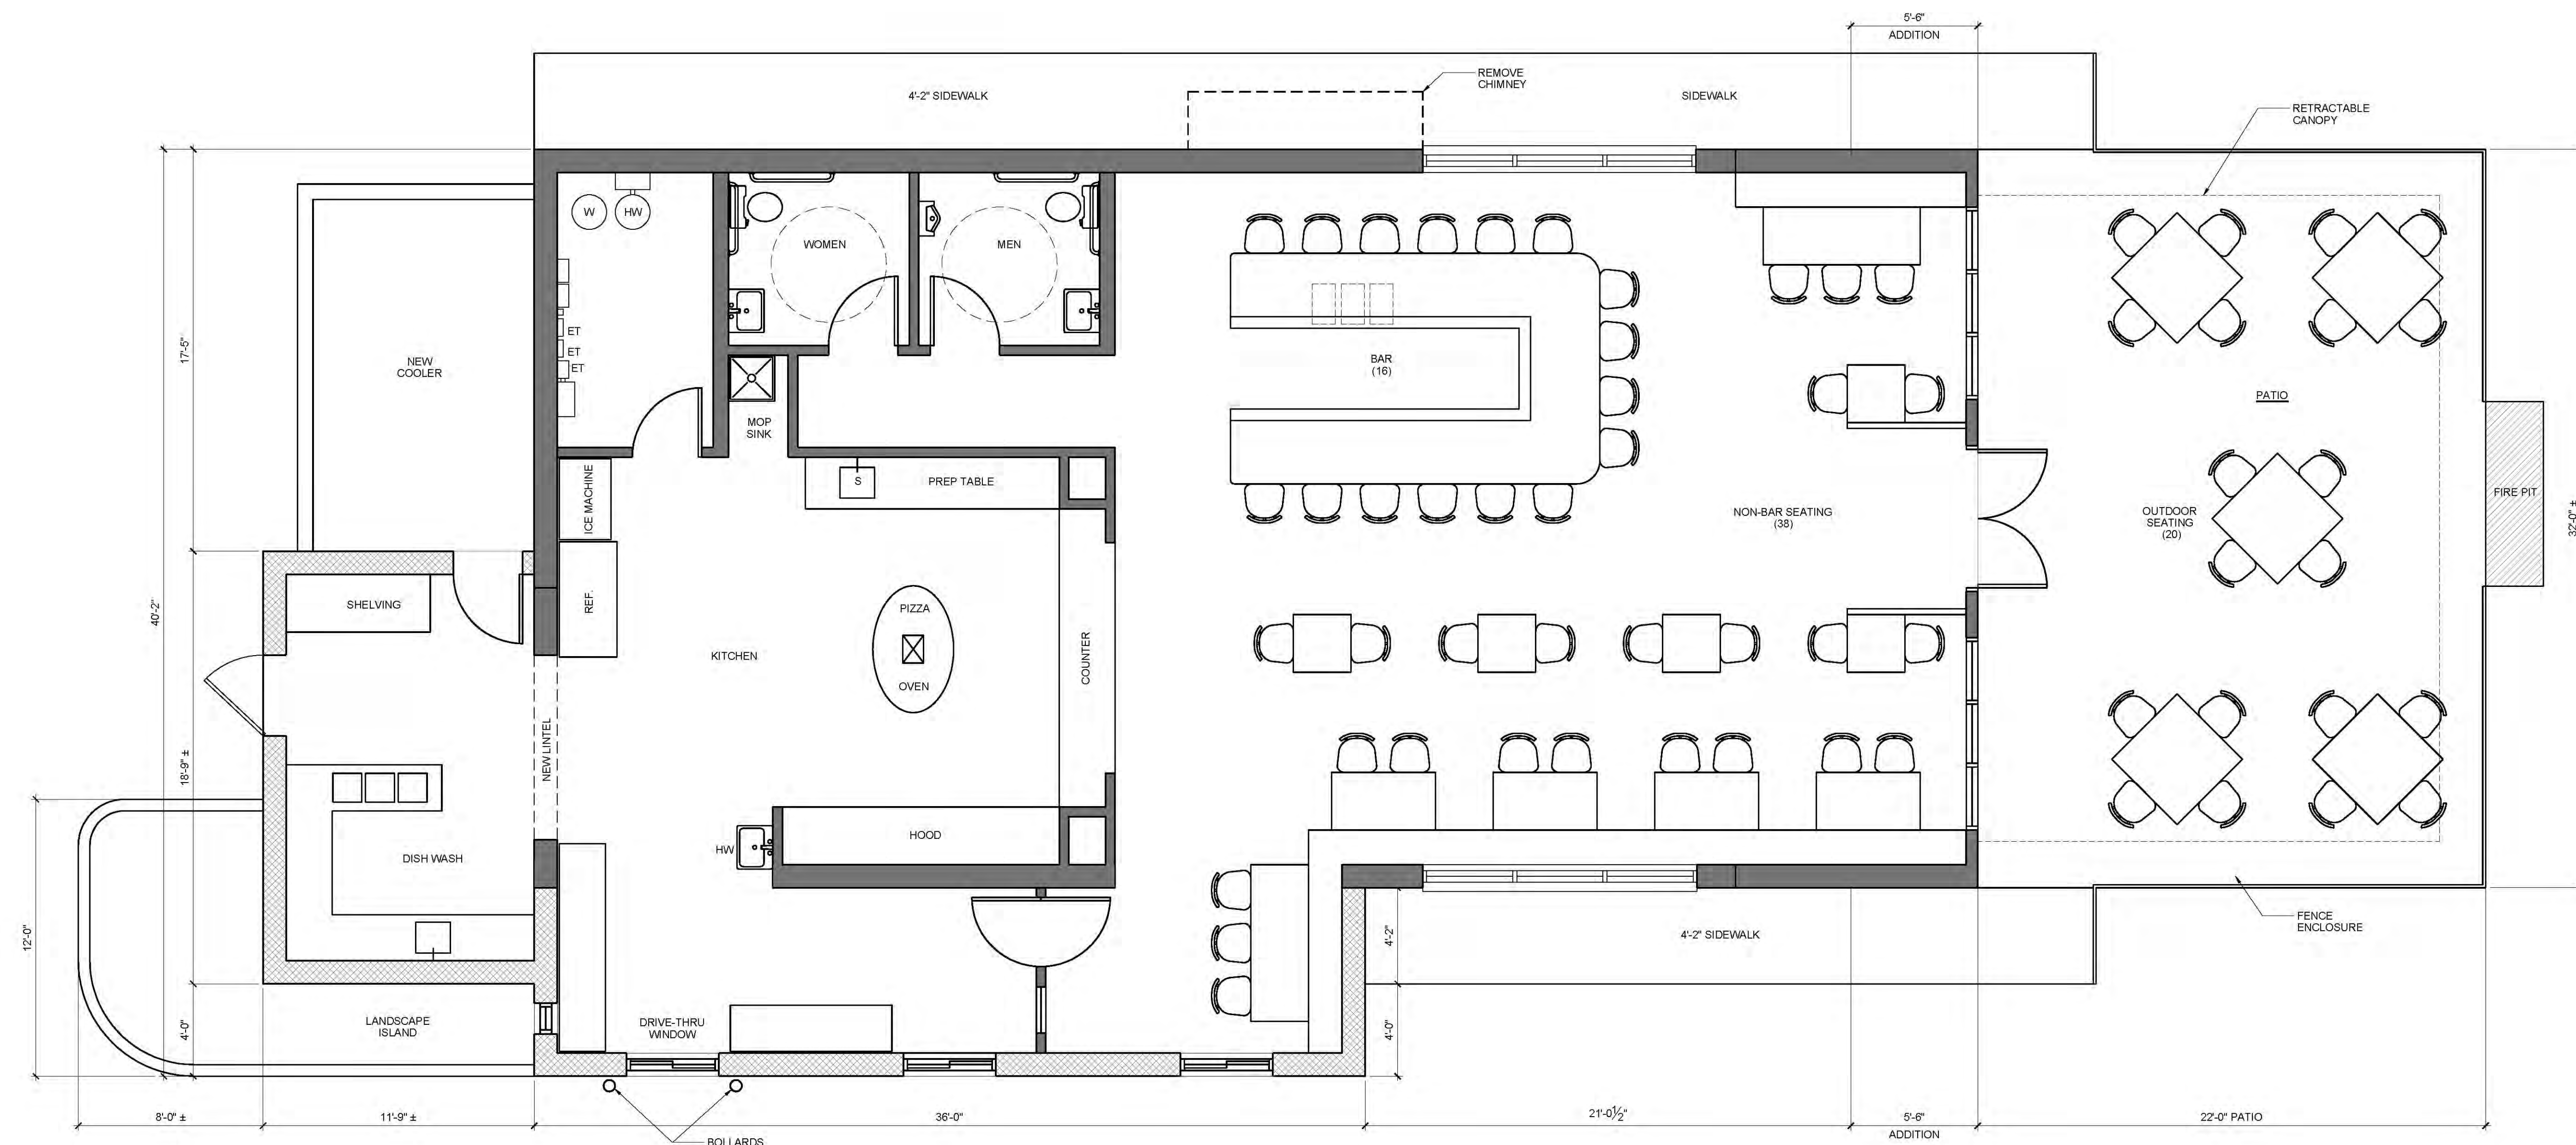 5'-6"
ADDITION
4'-2" SIDEWALK
REMOVE
CHIMNEY
SIDEWALK
RETRACTABLE
CANOPY
W
HW
WOMEN
MEN
ET
ET
ET
NEW
COOLER
17'-5"
40'-2"
18'-9" ±
4'-0"
12'-0"
MOP
SINK
BAR
(16)
PATIO
ICE MACHINE
S
PREP TABLE
NON-BAR SEATING
(38)
OUTDOOR
SEATING
(20)
FIRE PIT
32'-0" ±
SHELVING
REF.
KITCHEN
PIZZA
OVEN
COUNTER
NEW LINTEL
HW
HOOD
DISH WASH
4'-2"
4'-2" SIDEWALK
FENCE
ENCLOSURE
LANDSCAPE
ISLAND
DRIVE-THRU
WINDOW
4'-0"
8'-0" ±
11'-9" ±
36'-0"
21'-0½"
5'-6"
ADDITION
22'-0" PATIO
BOLLARDS